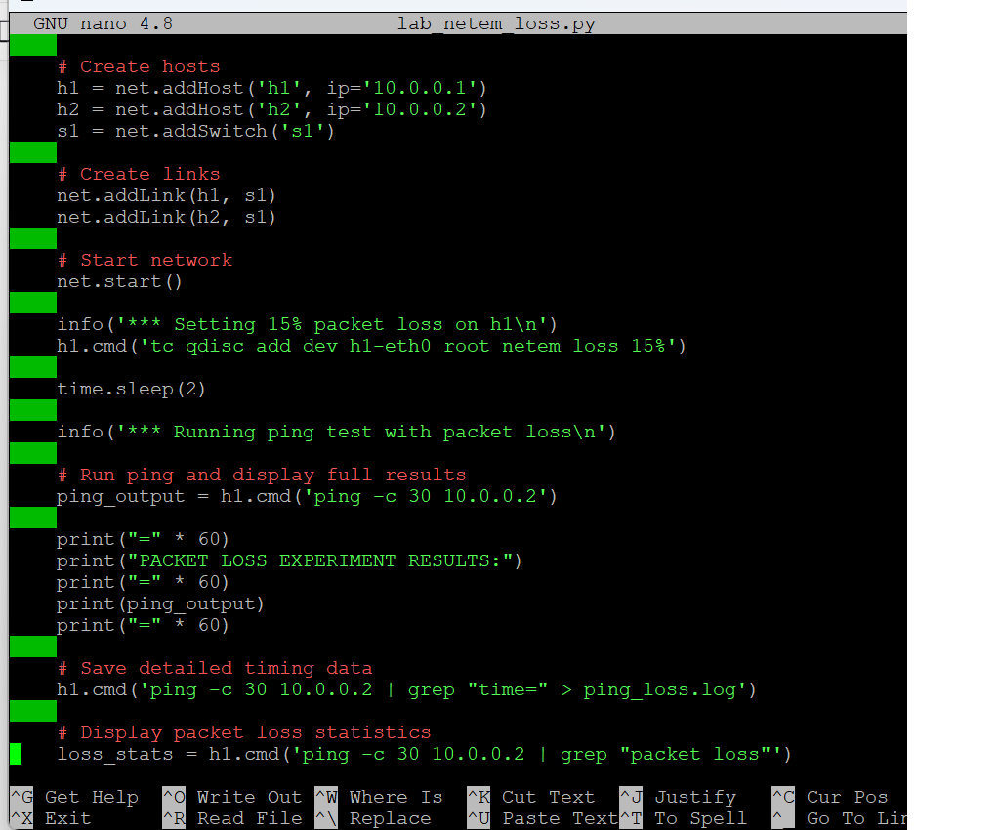 GNU nano 4.8 lab_netem_loss.py
# Create hosts
h1 = net.addHost('h1', ip='10.0.0.1')
h2 = net.addHost('h2', ip='10.0.0.2')
s1 = net.addSwitch('s1')
# Create links
net.addLink(h1, s1)
net.addLink(h2, s1)
# Start network
net.start()
info('*** Setting 15% packet loss on h1\n')
h1.cmd('tc qdisc add dev h1-eth0 root netem loss 15%')
time.sleep(2)
info('*** Running ping test with packet loss\n')
# Run ping and display full results
ping_output = h1.cmd('ping -c 30 10.0.0.2')
print("=" * 60)
print("PACKET LOSS EXPERIMENT RESULTS:")
print("=" * 60)
print(ping_output)
print("=" * 60)
# Save detailed timing data
h1.cmd('ping -c 30 10.0.0.2 | grep "time=" > ping_loss.log')
# Display packet loss statistics
loss_stats = h1.cmd('ping -c 30 10.0.0.2 | grep "packet loss"')
^G Get Help ^O Write Out ^W Where Is ^K Cut Text ^J Justify ^C Cur Pos
^X Exit ^R Read File ^\ Replace ^U Paste Text ^T To Spell ^_ Go To Lin